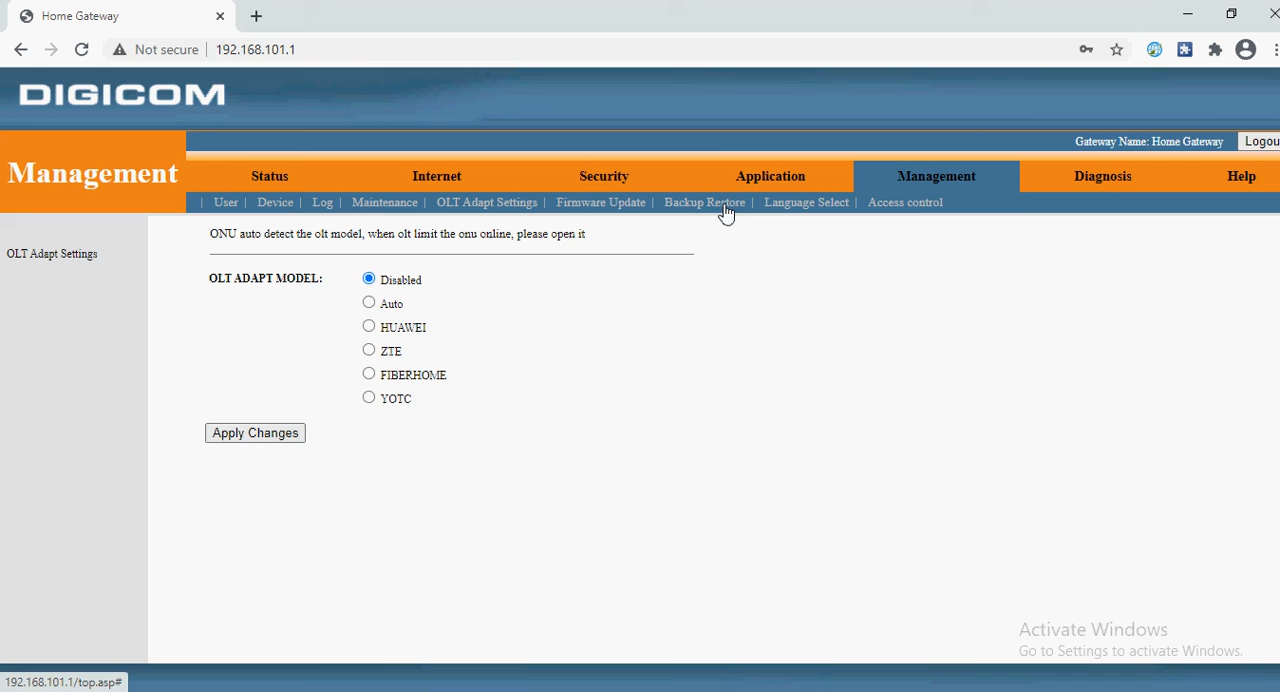 Home Gateway
Not secure 192.168.101.1
DIGICOM
Gateway Name: Home Gateway Logou
Management
Status Internet Security Application Management Diagnosis Help
User | Device | Log | Maintenance | OLT Adapt Settings | Firmware Update | Backup Restore | Language Select | Access control
ONU auto detect the olt model, when olt limit the onu online, please open it
OLT Adapt Settings
OLT ADAPT MODEL: Disabled
Auto
HUAWEI
ZTE
FIBERHOME
YOTC
Apply Changes
Activate Windows
Go to Settings to activate Windows.
192.168.101.1/top.asp#